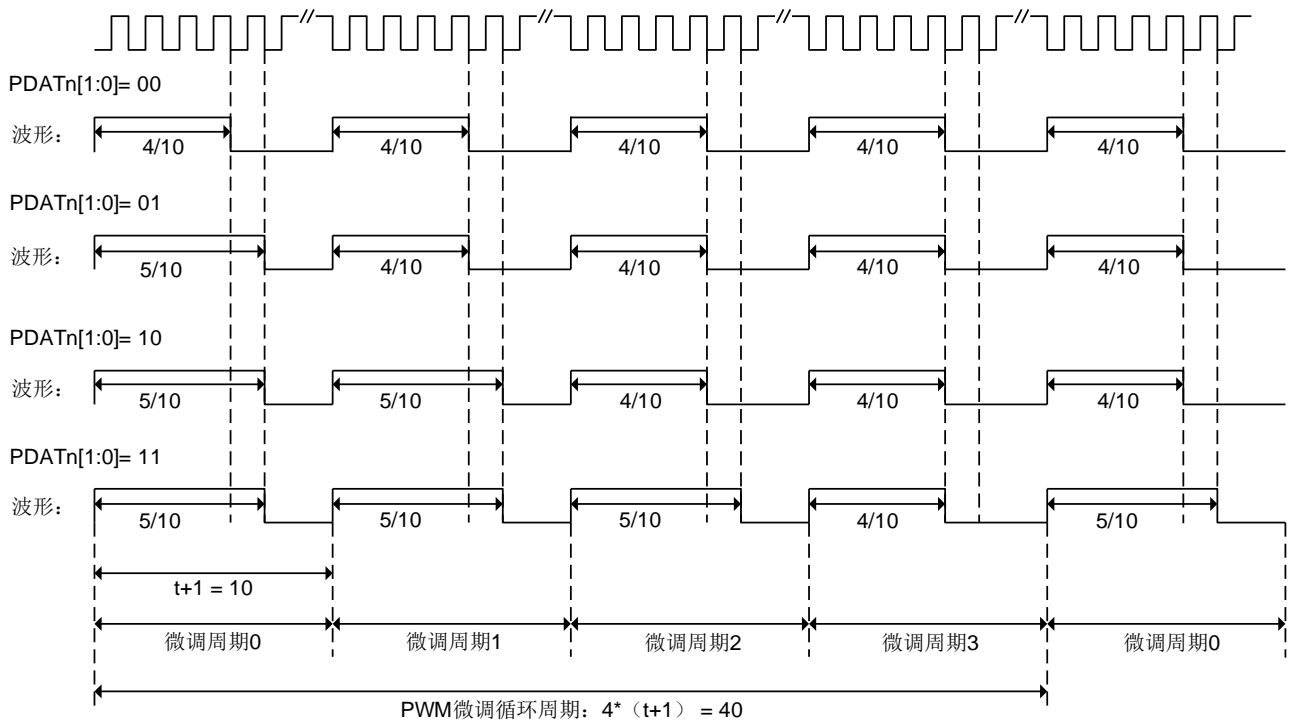 PDATn[1:0]= 00
波形：
4/10 4/10 4/10 4/10 4/10
PDATn[1:0]= 01
波形：
5/10 4/10 4/10 4/10 4/10
PDATn[1:0]= 10
波形：
5/10 5/10 4/10 4/10 4/10
PDATn[1:0]= 11
波形：
5/10 5/10 5/10 4/10 5/10
t+1 = 10
微调周期0 微调周期1 微调周期2 微调周期3 微调周期0
PWM微调循环周期：4*（t+1） = 40